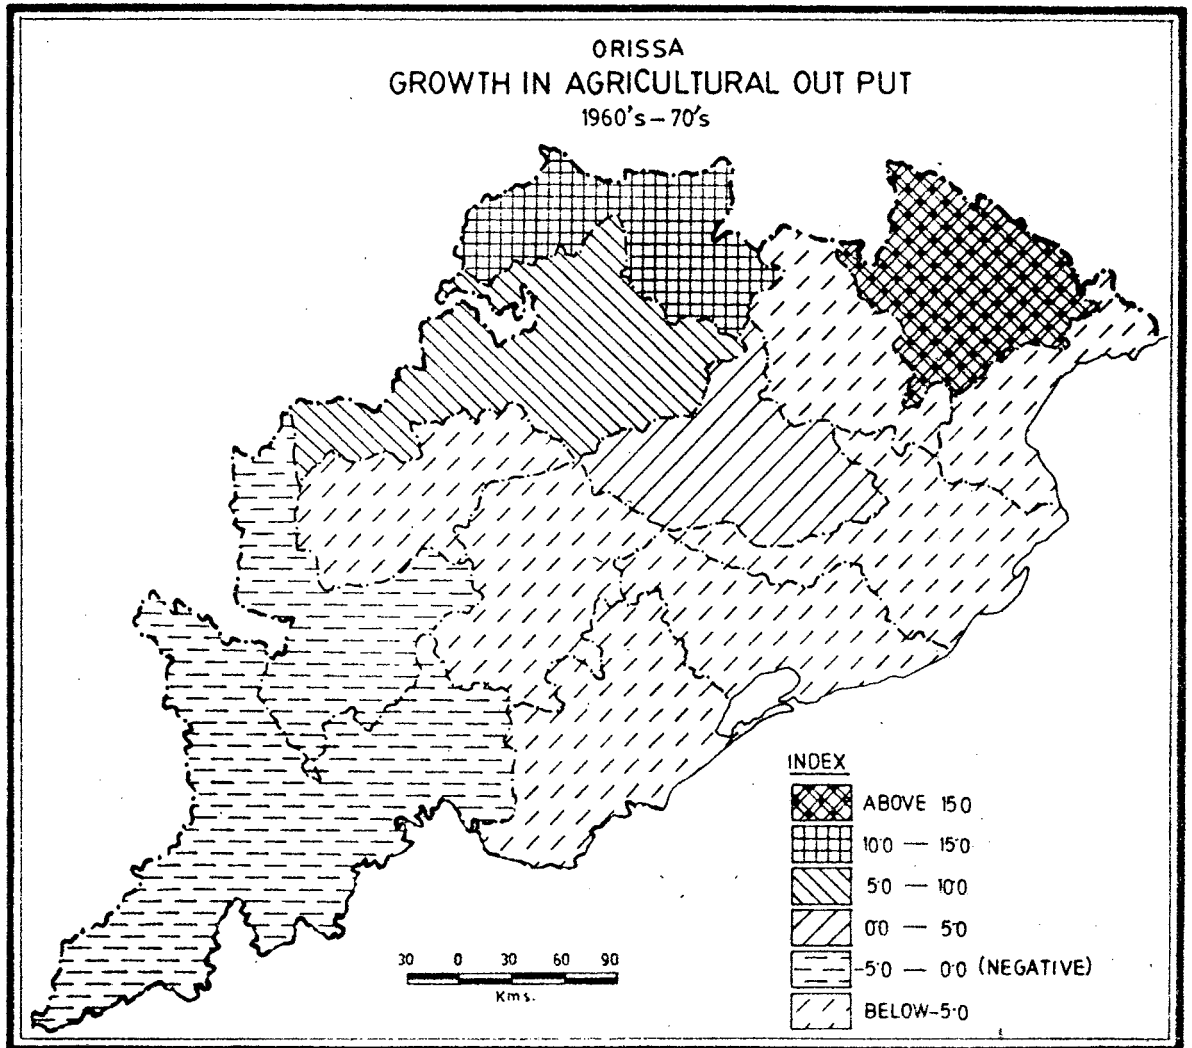 ORISSA
GROWTH IN AGRICULTURAL OUT PUT
1960's – 70's
INDEX
ABOVE 15·0
10·0 — 15·0
5·0 — 10·0
0·0 — 5·0
-5·0 — 0·0 (NEGATIVE)
BELOW -5·0
30 0 30 60 90
Kms.